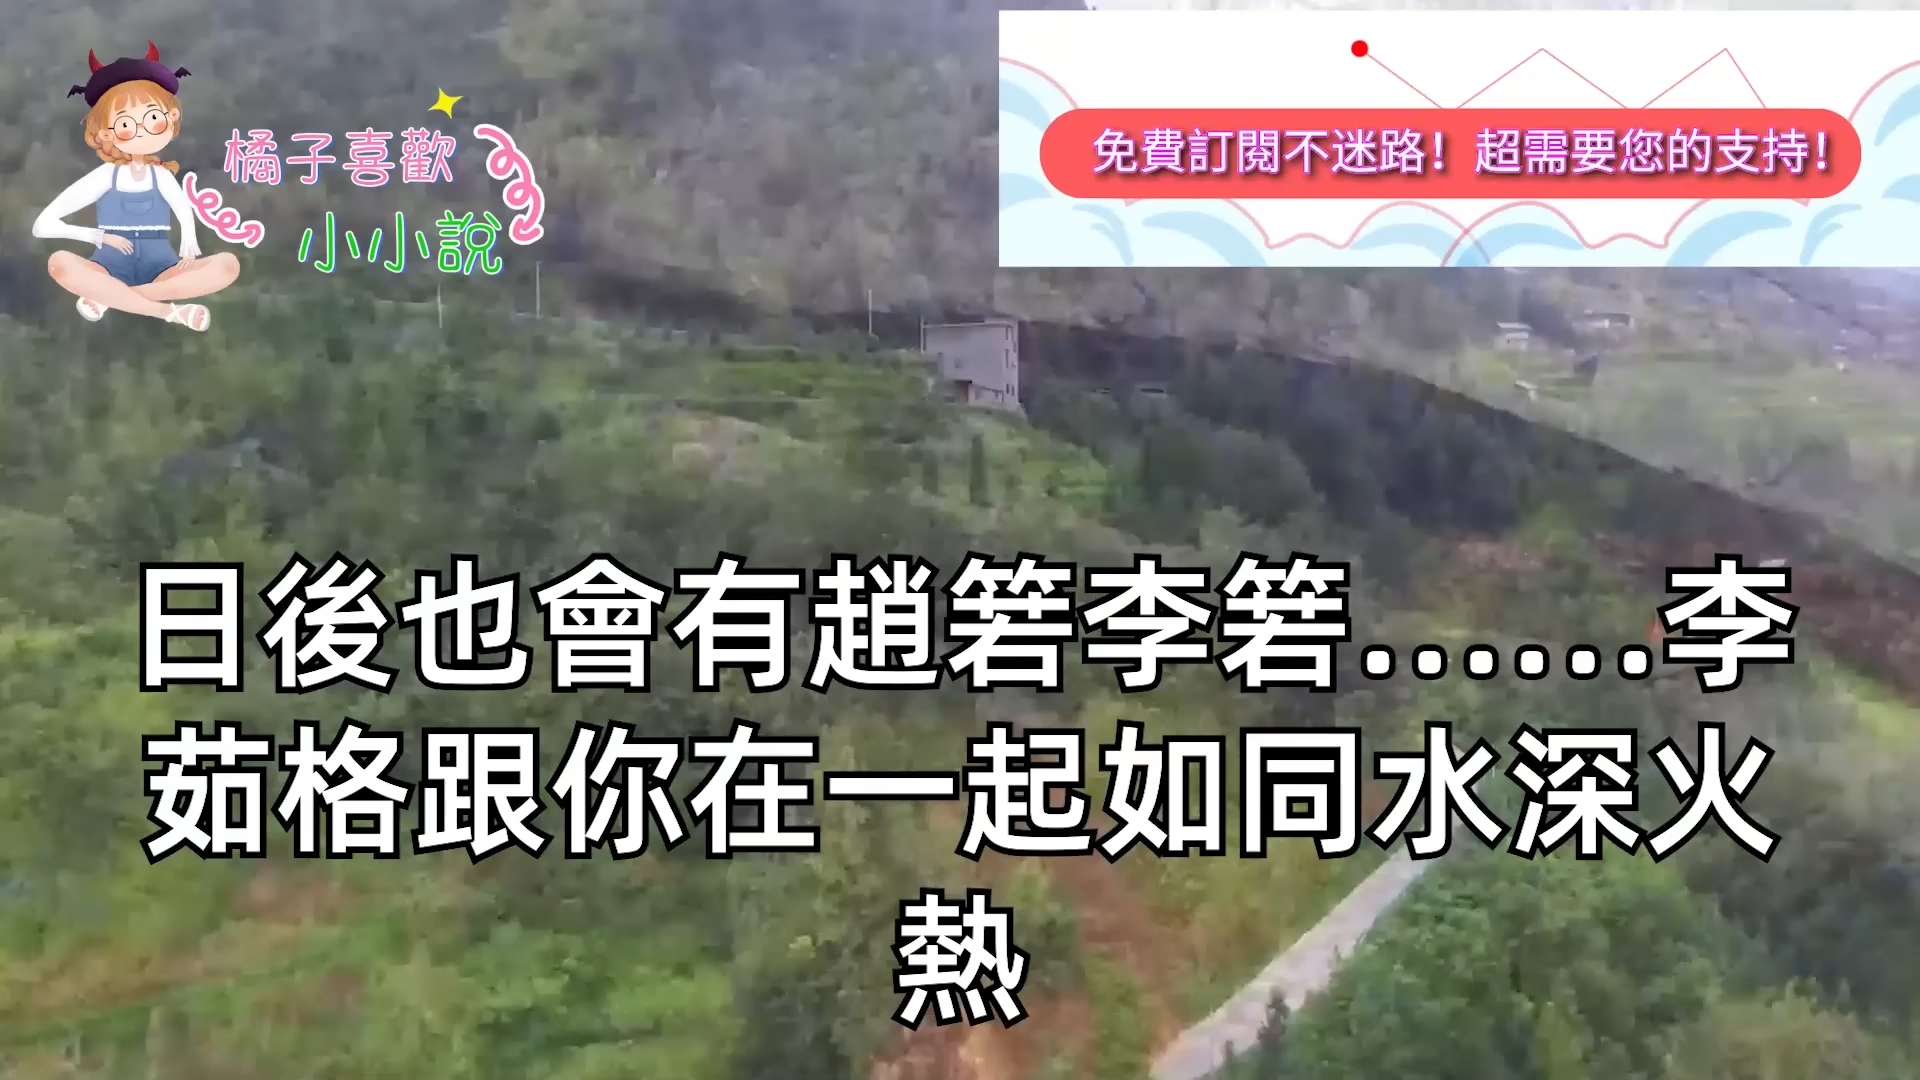 橘子喜歡
小小說
免費訂閱不迷路！超需要您的支持！
日後也會有趙箬李箬......李
茹格跟你在一起如同水深火
熱